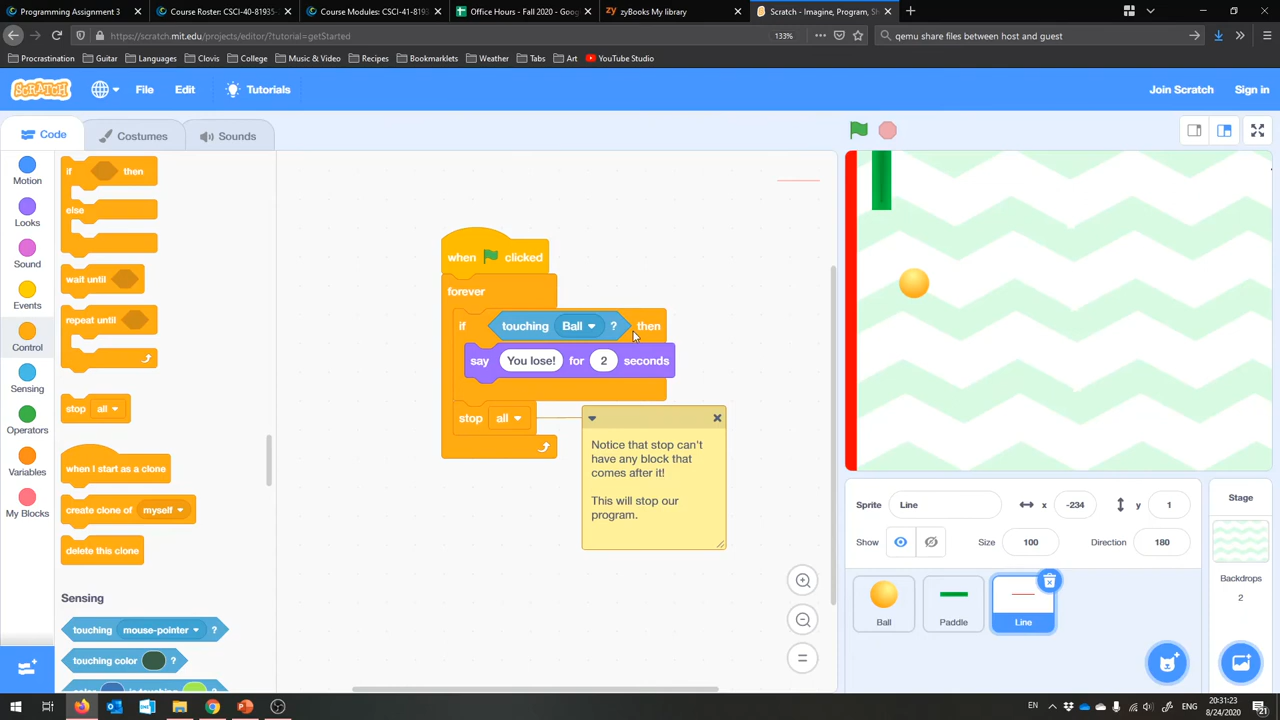 Programming Assignment 3
Course Roster: CSCI-40-81935-
Course Modules: CSCI-41-8193
Office Hours - Fall 2020 - Goog
zyBooks My library
Scratch - Imagine, Program, Sh
https://scratch.mit.edu/projects/editor/?tutorial=getStarted
133%
qemu share files between host and guest
Procrastination
Guitar
Languages
Clovis
College
Music & Video
Recipes
Bookmarklets
Weather
Tabs
Art
YouTube Studio
SCRATCH
File
Edit
Tutorials
Join Scratch
Sign in
Code
Costumes
Sounds
Motion
Looks
Sound
Events
Control
Sensing
Operators
Variables
My Blocks
if then
else
wait until
repeat until
stop all
when I start as a clone
create clone of myself
delete this clone
Sensing
touching mouse-pointer ?
touching color ?
when clicked
forever
if touching Ball ? then
say You lose! for 2 seconds
stop all
Notice that stop can't
have any block that
comes after it!
This will stop our
program.
Sprite Line x -234 y 1
Show Size 100 Direction 180
Ball
Paddle
Line
Stage
Backdrops
2
EN
ENG
20:31:23
8/24/2020
21